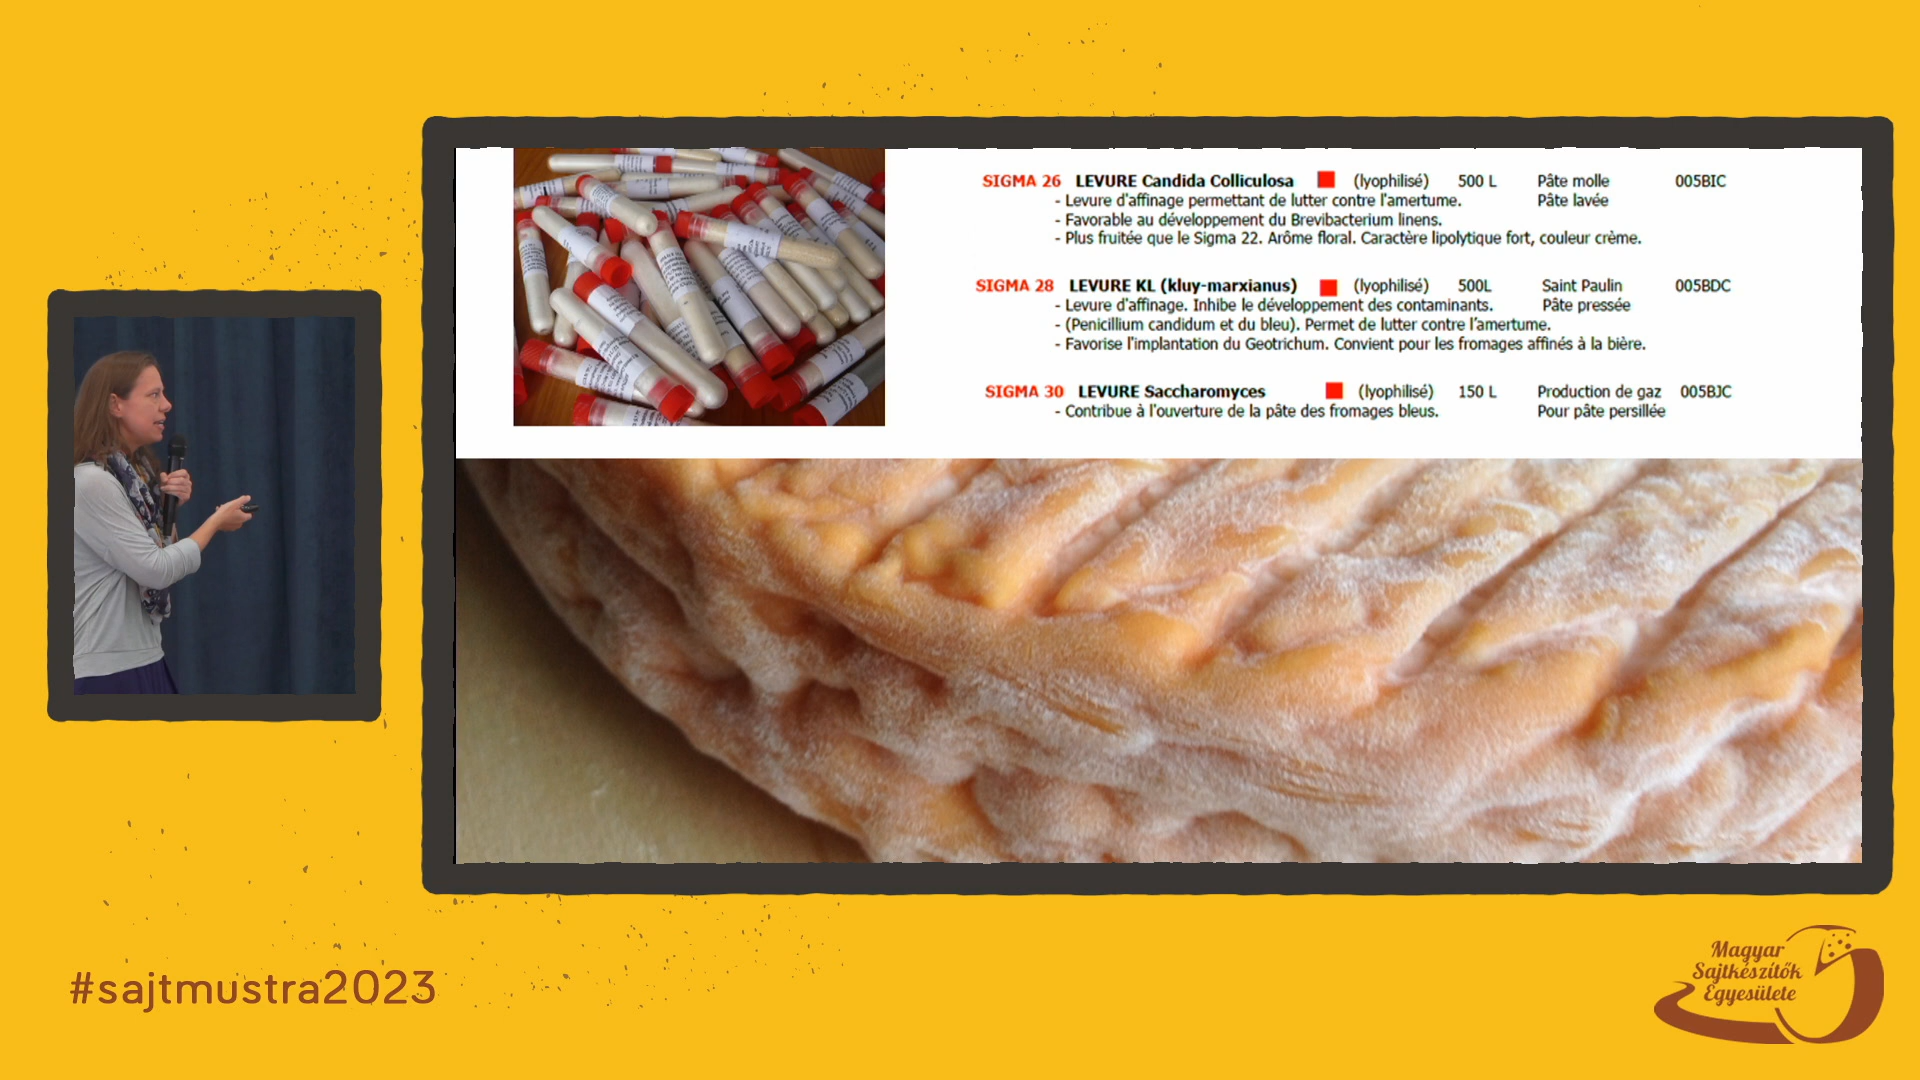 SIGMA 26 LEVURE Candida Colliculosa (lyophilisé) 500 L Pâte molle 005BIC
- Levure d'affinage permettant de lutter contre l'amertume. Pâte lavée
- Favorable au développement du Brevibacterium linens.
- Plus fruitée que le Sigma 22. Arôme floral. Caractère lipolytique fort, couleur crème.
SIGMA 28 LEVURE KL (kluy-marxianus) (lyophilisé) 500L Saint Paulin 005BDC
- Levure d'affinage. Inhibe le développement des contaminants. Pâte pressée
- (Penicillium candidum et du bleu). Permet de lutter contre l'amertume.
- Favorise l'implantation du Geotrichum. Convient pour les fromages affinés à la bière.
SIGMA 30 LEVURE Saccharomyces (lyophilisé) 150 L Production de gaz 005BJC
- Contribue à l'ouverture de la pâte des fromages bleus. Pour pâte persillée
#sajtmustra2023
Magyar
Sajtkészítők
Egyesülete